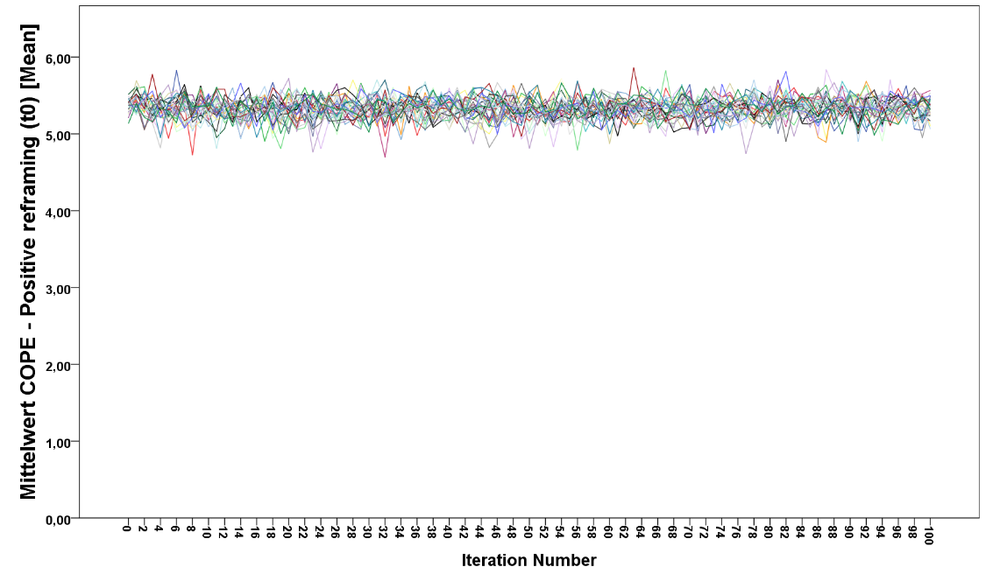 Mittelwert COPE - Positive reframing (t0) [Mean]
6,00
5,00
4,00
3,00
2,00
1,00
0,00
0 2 4 6 8 10 12 14 16 18 20 22 24 26 28 30 32 34 36 38 40 42 44 46 48 50 52 54 56 58 60 62 64 66 68 70 72 74 76 78 80 82 84 86 88 90 92 94 96 98 100
Iteration Number